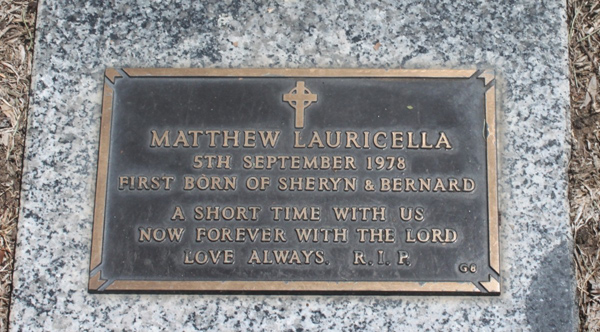 MATTHEW LAURICELLA
5TH SEPTEMBER 1978
FIRST BORN OF SHERYN & BERNARD
A SHORT TIME WITH US
NOW FOREVER WITH THE LORD
LOVE ALWAYS. R.I.P.
G8